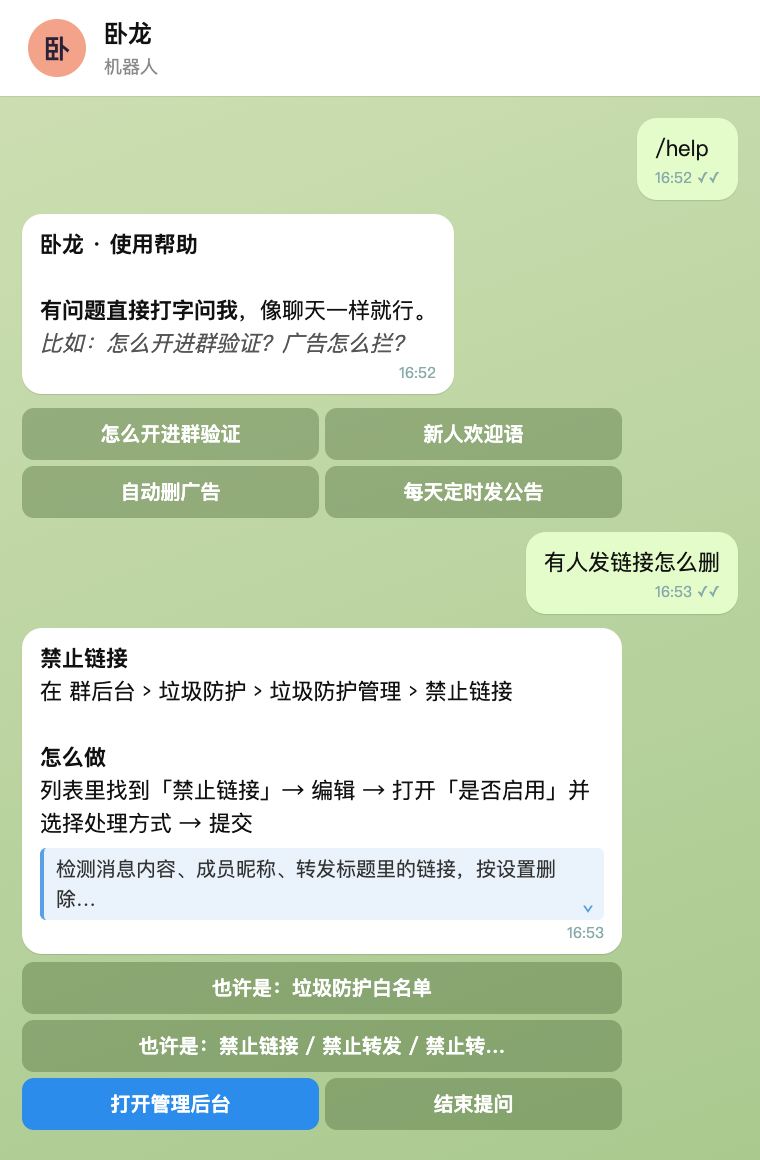 卧
卧龙
机器人
/help
16:52 ✓✓
卧龙 · 使用帮助
有问题直接打字问我，像聊天一样就行。
比如：怎么开进群验证？广告怎么拦？
16:52
怎么开进群验证
新人欢迎语
自动删广告
每天定时发公告
有人发链接怎么删
16:53 ✓✓
禁止链接
在 群后台 › 垃圾防护 › 垃圾防护管理 › 禁止链接
怎么做
列表里找到「禁止链接」→ 编辑 → 打开「是否启用」并
选择处理方式 → 提交
检测消息内容、成员昵称、转发标题里的链接，按设置删
除…
16:53
也许是：垃圾防护白名单
也许是：禁止链接 / 禁止转发 / 禁止转…
打开管理后台
结束提问